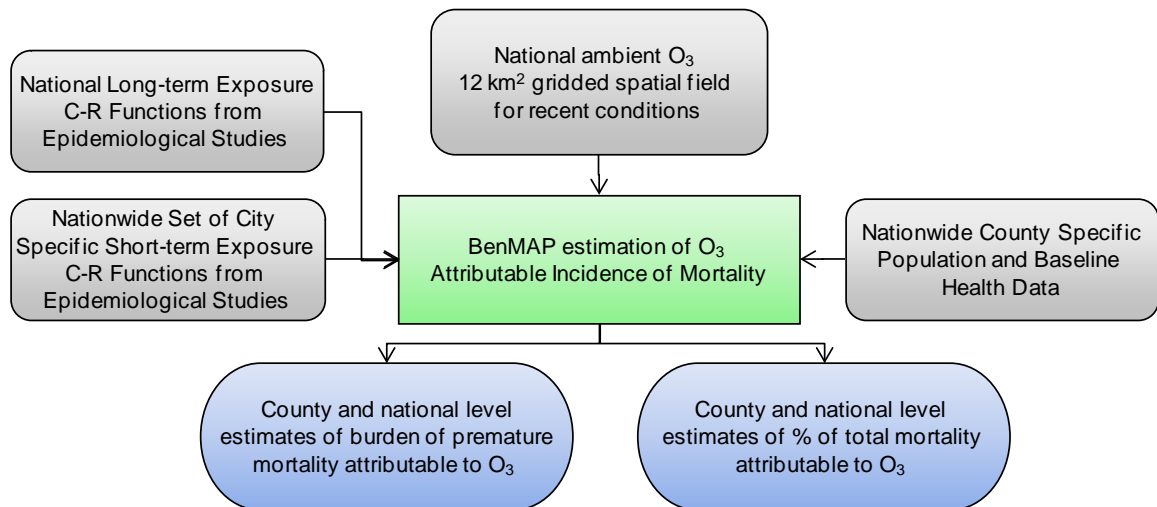 National ambient O₃
12 km² gridded spatial field
for recent conditions
National Long-term Exposure
C-R Functions from
Epidemiological Studies
Nationwide Set of City
Specific Short-term Exposure
C-R Functions from
Epidemiological Studies
BenMAP estimation of O₃
Attributable Incidence of Mortality
Nationwide County Specific
Population and Baseline
Health Data
County and national level
estimates of burden of premature
mortality attributable to O₃
County and national level
estimates of % of total mortality
attributable to O₃